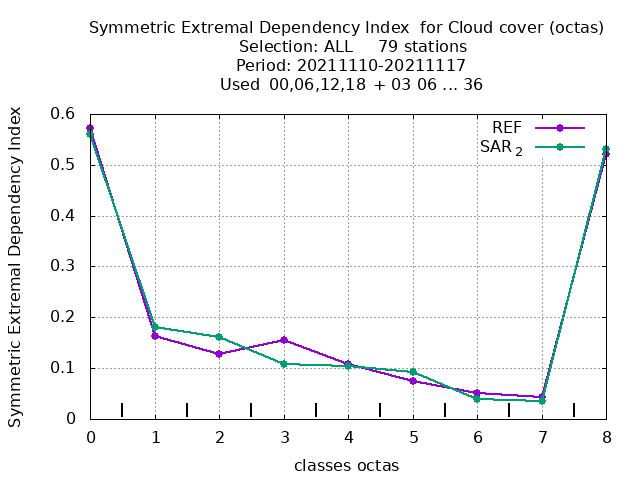 Symmetric Extremal Dependency Index for Cloud cover (octas)
Selection: ALL 79 stations
Period: 20211110-20211117
Used 00,06,12,18 + 03 06 ... 36
Symmetric Extremal Dependency Index
0.6
0.5
0.4
0.3
0.2
0.1
0
REF
SAR 2
0 1 2 3 4 5 6 7 8
classes octas